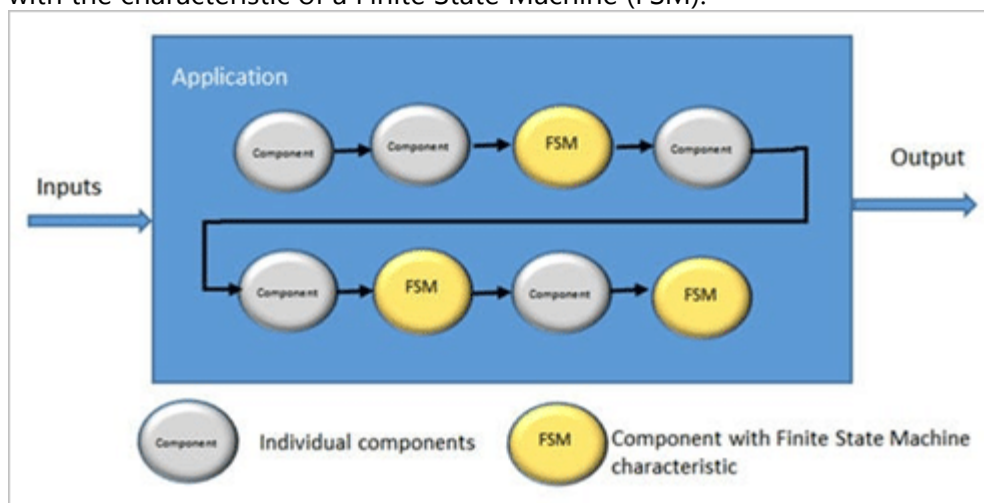 with the characteristic of a Finite State Machine (FSM).
Application
Component
Component
FSM
Component
Inputs
Output
Component
FSM
Component
FSM
Component
Individual components
FSM
Component with Finite State Machine
characteristic